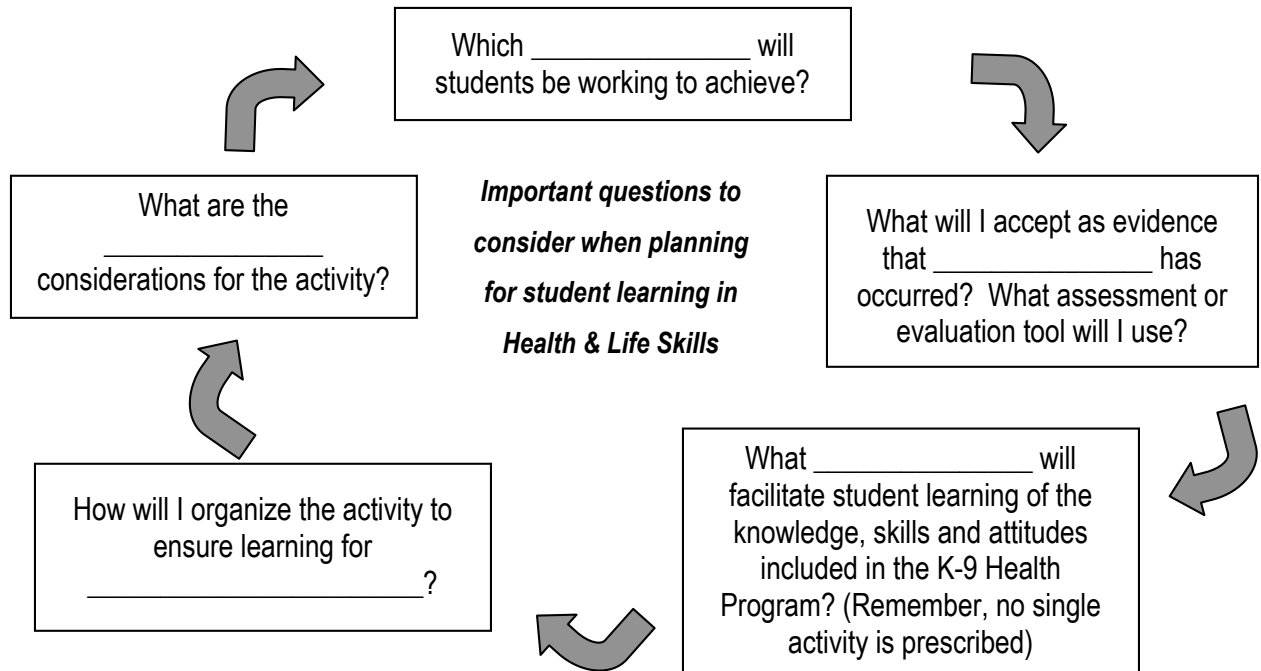 Which _______________ will
students be working to achieve?
What will I accept as evidence
that _______________ has
occurred?  What assessment or
evaluation tool will I use?
What _______________ will
facilitate student learning of the
knowledge, skills and attitudes
included in the K-9 Health
Program? (Remember, no single
activity is prescribed)
How will I organize the activity to
ensure learning for
_______________________?
What are the
_______________
considerations for the activity?
Important questions to
consider when planning
for student learning in
Health & Life Skills